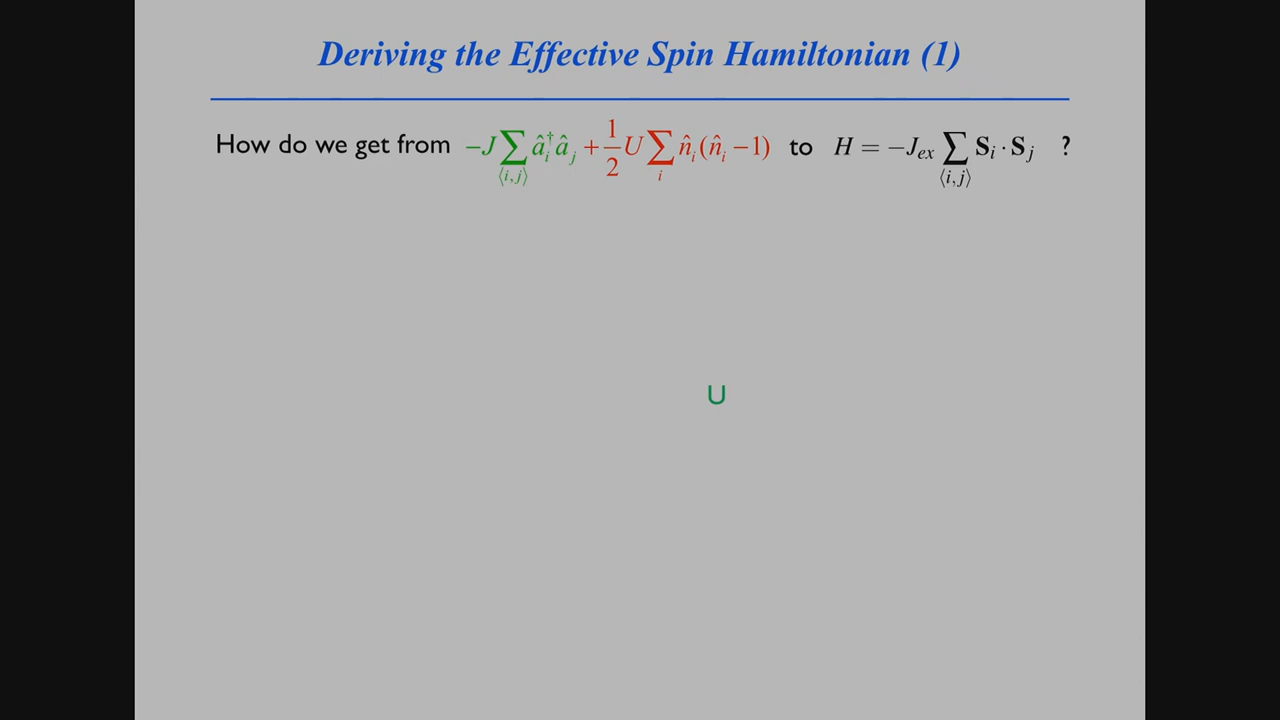 Deriving the Effective Spin Hamiltonian (1)
How do we get from $-J\sum_{\langle i,j\rangle} \hat{a}_i^\dagger \hat{a}_j + \frac{1}{2} U \sum_i \hat{n}_i(\hat{n}_i - 1)$ to $H = -J_{ex} \sum_{\langle i,j\rangle} \mathbf{S}_i \cdot \mathbf{S}_j$ ?
U